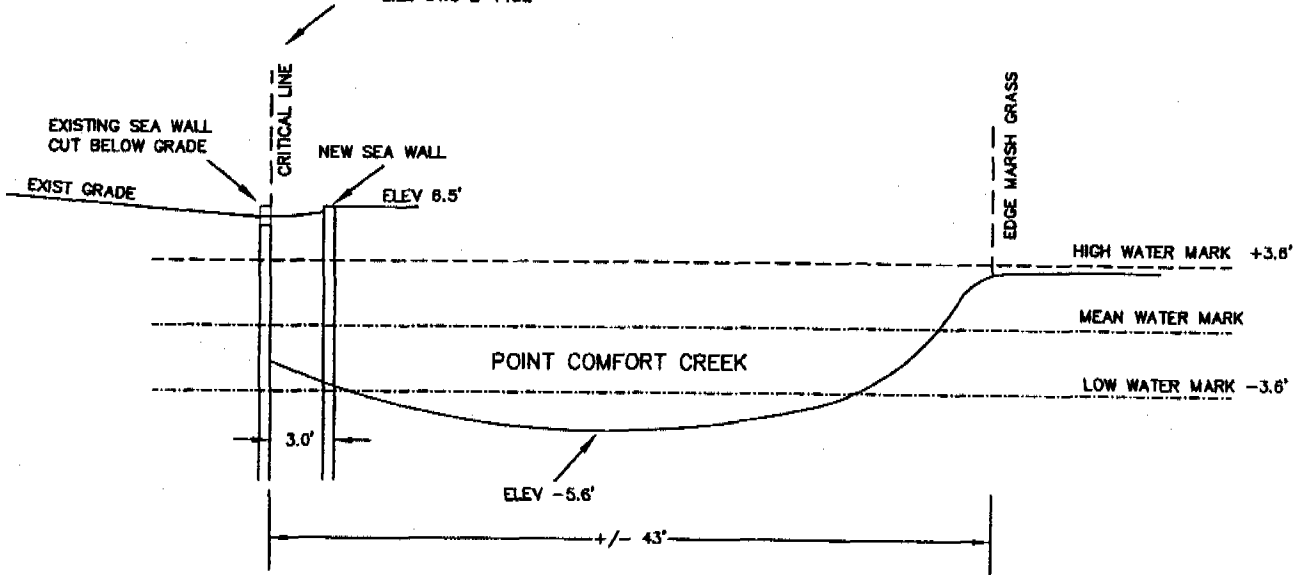 CRITICAL LINE
EDGE MARSH GRASS
EXISTING SEA WALL
CUT BELOW GRADE
NEW SEA WALL
EXIST GRADE
ELEV 6.5'
HIGH WATER MARK +3.6'
MEAN WATER MARK
POINT COMFORT CREEK
LOW WATER MARK -3.6'
3.0'
ELEV -5.6'
+/- 43'